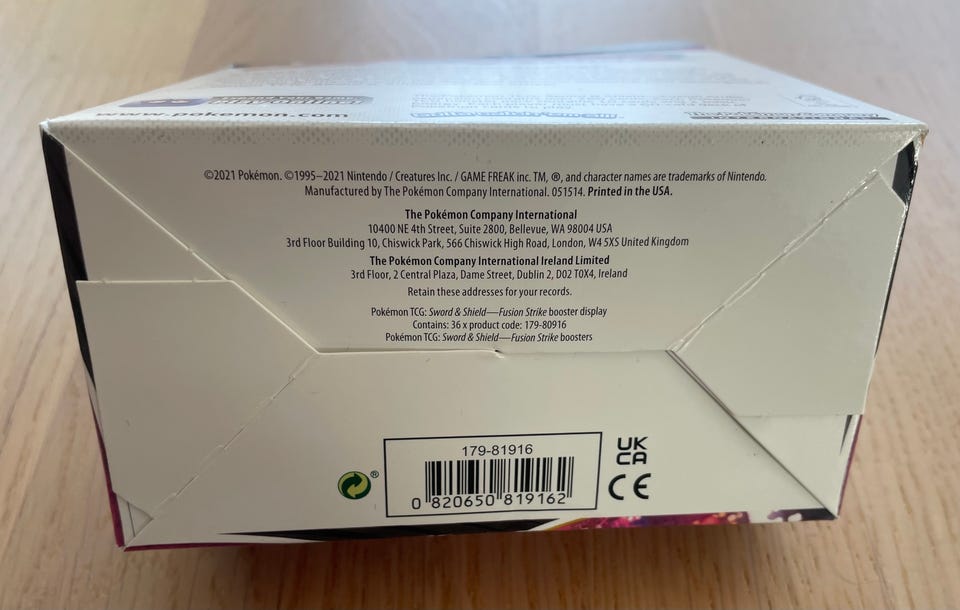 www.pokemon.com
©2021 Pokémon. ©1995–2021 Nintendo / Creatures Inc. / GAME FREAK inc. TM, ®, and character names are trademarks of Nintendo.
Manufactured by The Pokémon Company International. 051514. Printed in the USA.
The Pokémon Company International
10400 NE 4th Street, Suite 2800, Bellevue, WA 98004 USA
3rd Floor Building 10, Chiswick Park, 566 Chiswick High Road, London, W4 5XS United Kingdom
The Pokémon Company International Ireland Limited
3rd Floor, 2 Central Plaza, Dame Street, Dublin 2, D02 T0X4, Ireland
Retain these addresses for your records.
Pokémon TCG: Sword & Shield—Fusion Strike booster display
Contains: 36 x product code: 179-80916
Pokémon TCG: Sword & Shield—Fusion Strike boosters
179-81916
0 820650 819162
®
UK
CA
CE